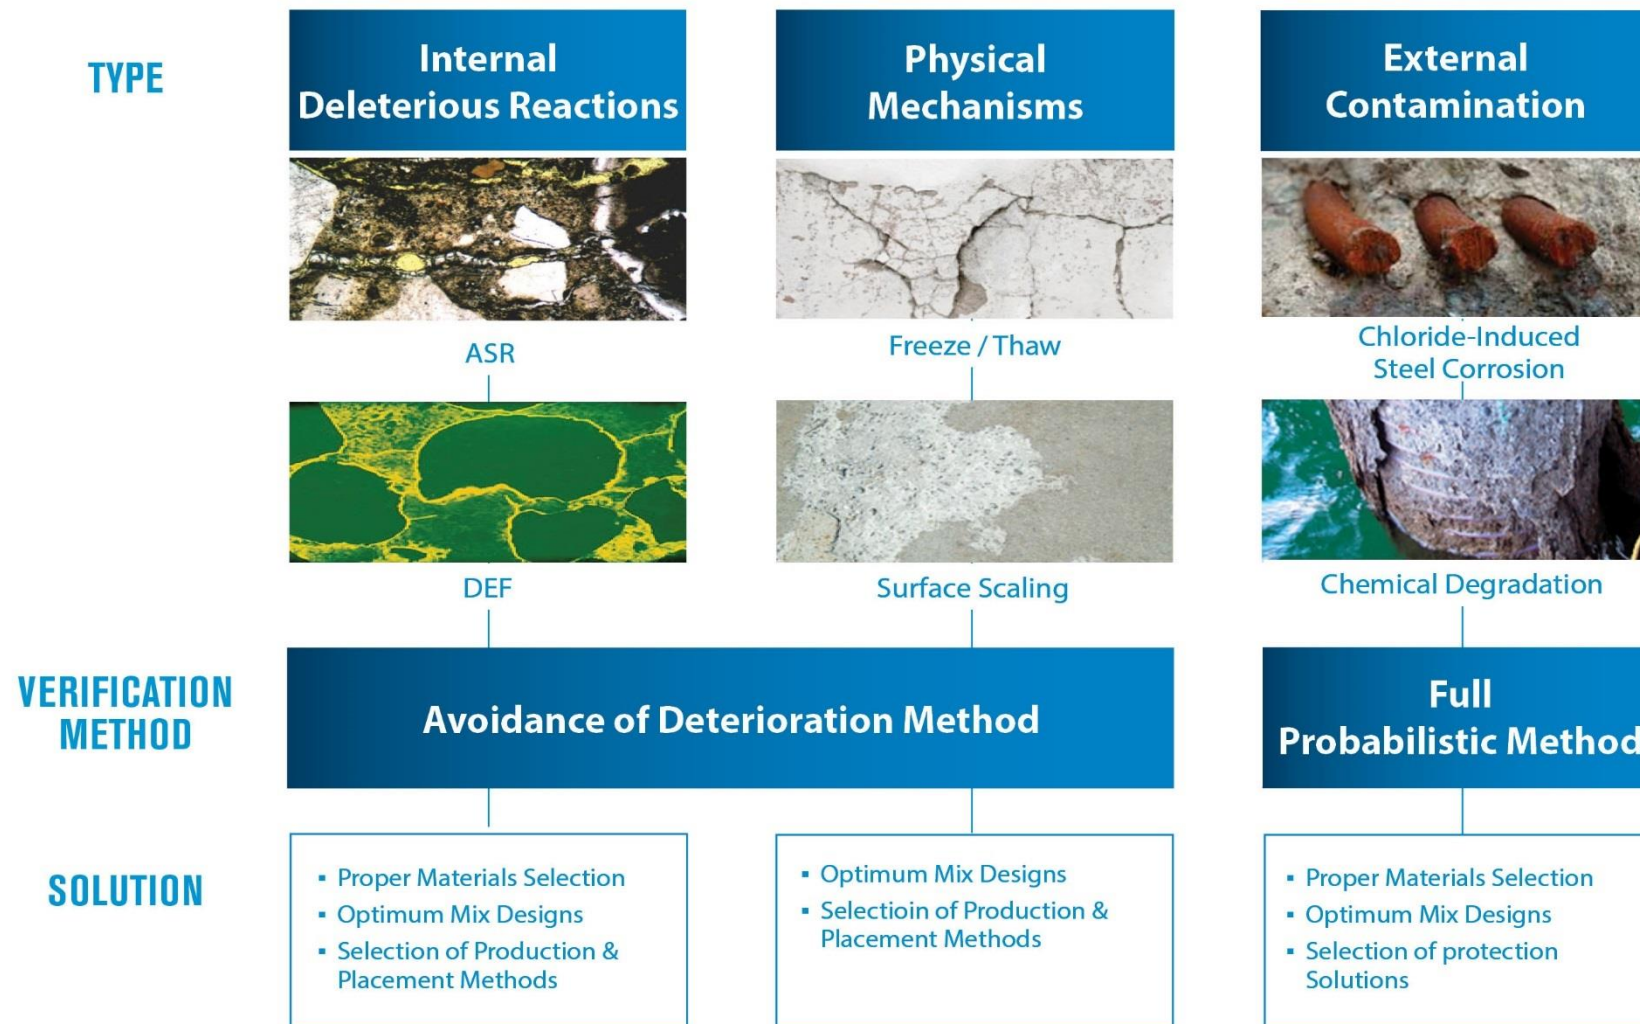 TYPE
Internal
Deleterious Reactions
Physical
Mechanisms
External
Contamination
ASR
Freeze / Thaw
Chloride-Induced
Steel Corrosion
DEF
Surface Scaling
Chemical Degradation
VERIFICATION
METHOD
Avoidance of Deterioration Method
Full
Probabilistic Method
SOLUTION
▪ Proper Materials Selection
▪ Optimum Mix Designs
▪ Selection of Production &
Placement Methods
▪ Optimum Mix Designs
▪ Selectioin of Production &
Placement Methods
▪ Proper Materials Selection
▪ Optimum Mix Designs
▪ Selection of protection
Solutions